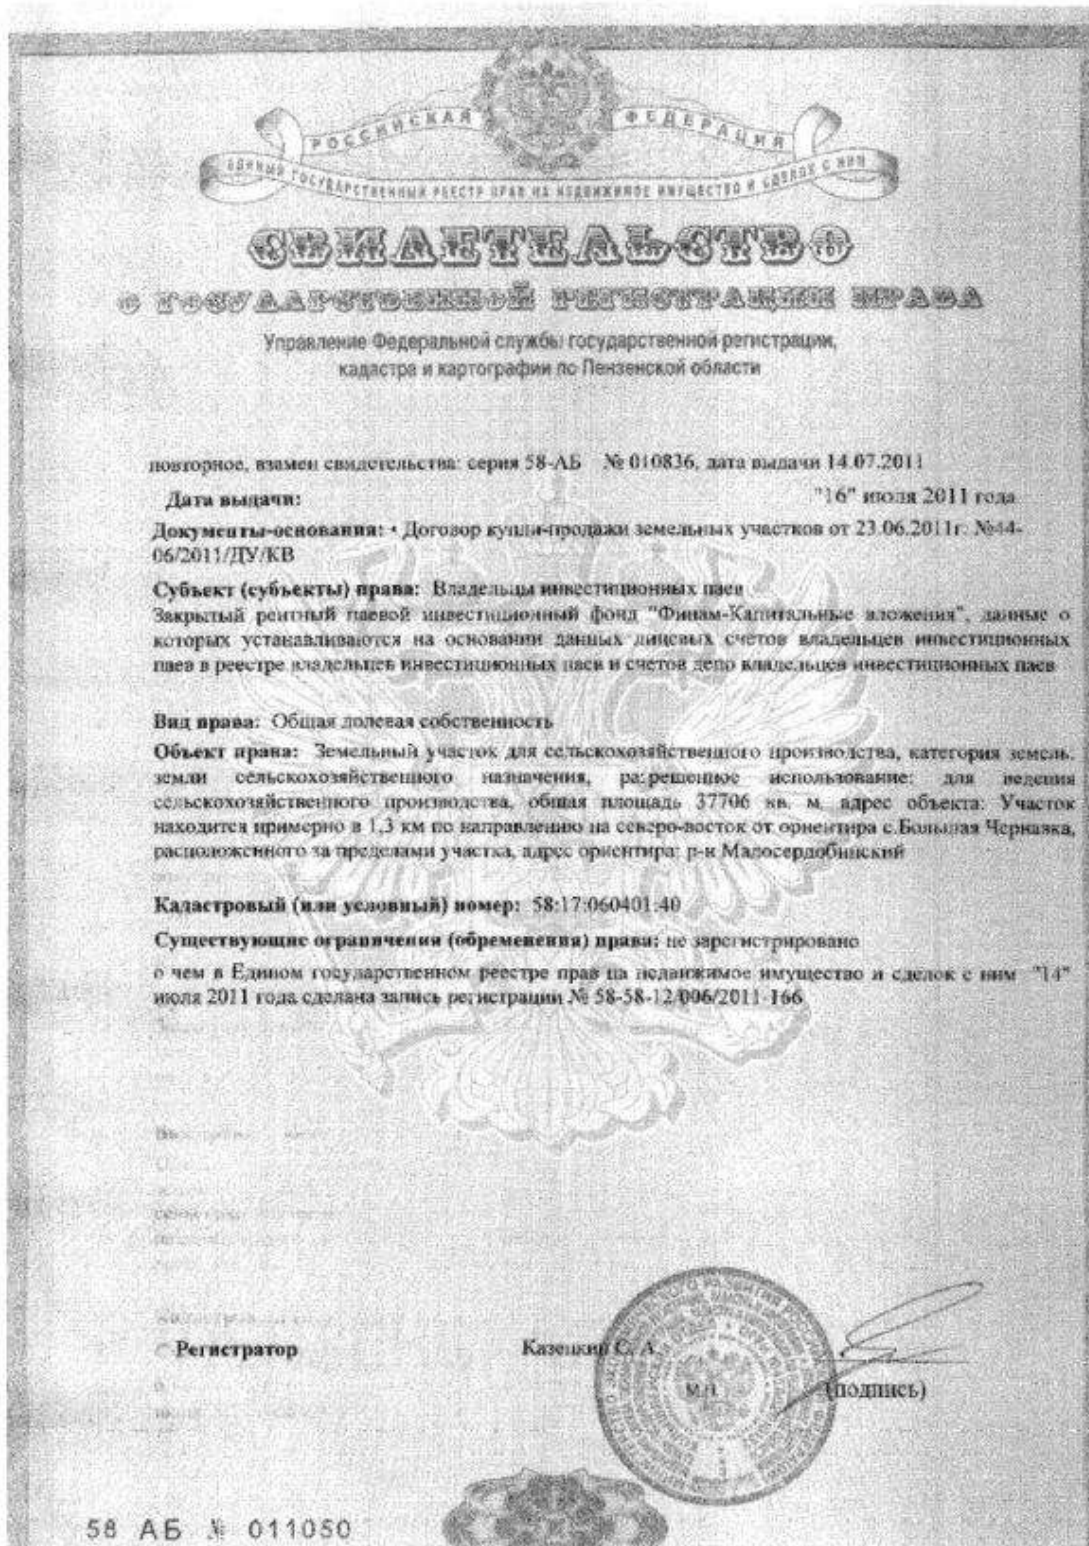 РОССИЙСКАЯ ФЕДЕРАЦИЯ
ЕДИНЫЙ ГОСУДАРСТВЕННЫЙ РЕЕСТР ПРАВ НА НЕДВИЖИМОЕ ИМУЩЕСТВО И СДЕЛОК С НИМ
СВИДЕТЕЛЬСТВО
О ГОСУДАРСТВЕННОЙ РЕГИСТРАЦИИ ПРАВА
Управление Федеральной службы государственной регистрации,
кадастра и картографии по Пензенской области
повторное, взамен свидетельства: серия 58-АБ № 010836, дата выдачи 14.07.2011
Дата выдачи: "16" июля 2011 года
Документы-основания: • Договор купли-продажи земельных участков от 23.06.2011г. №44-
06/2011/ДУ/КВ
Субъект (субъекты) права: Владельцы инвестиционных паев
Закрытый рентный паевой инвестиционный фонд "Финам-Капитальные вложения", данные о
которых устанавливаются на основании данных лицевых счетов владельцев инвестиционных
паев в реестре владельцев инвестиционных паев и счетов депо владельцев инвестиционных паев
Вид права: Общая долевая собственность
Объект права: Земельный участок для сельскохозяйственного производства, категория земель:
земли сельскохозяйственного назначения, разрешенное использование: для ведения
сельскохозяйственного производства, общая площадь 37706 кв. м, адрес объекта: Участок
находится примерно в 1,3 км по направлению на северо-восток от ориентира с.Большая Чернавка,
расположенного за пределами участка, адрес ориентира: р-н Малосердобинский
Кадастровый (или условный) номер: 58:17:060401:40
Существующие ограничения (обременения) права: не зарегистрировано
о чем в Едином государственном реестре прав на недвижимое имущество и сделок с ним "14"
июля 2011 года сделана запись регистрации № 58-58-12/006/2011-166
Регистратор Казецкий С. А.
М.П. (подпись)
58 АБ № 011050